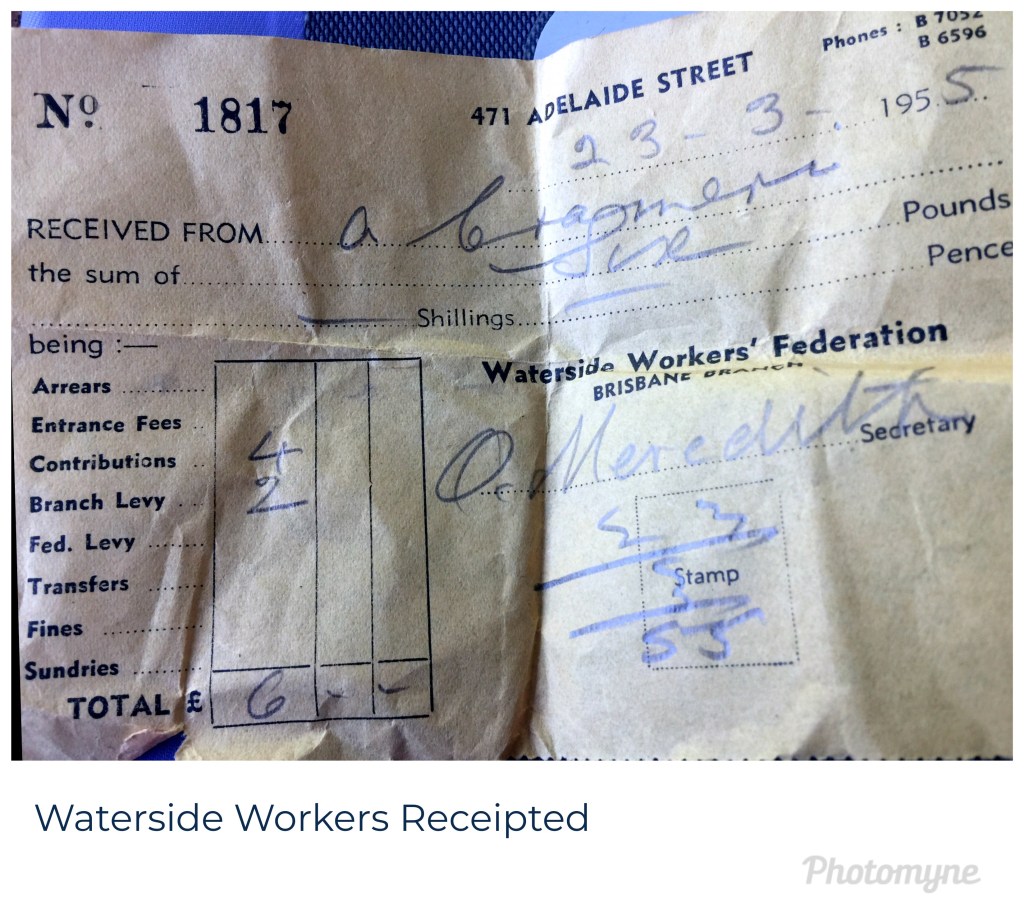 Phones : B 7052
B 6596
No 1817
471 ADELAIDE STREET
23 - 3 - 1955
RECEIVED FROM a
the sum of Pounds
Shillings Pence
being :—
Waterside Workers' Federation
BRISBANE BRANCH
Arrears
Entrance Fees
Contributions 4
Branch Levy 2
O. Meredith Secretary
Fed. Levy
Transfers
Stamp
Fines
Sundries
TOTAL £ 6 - -
Waterside Workers Receipted
Photomyne